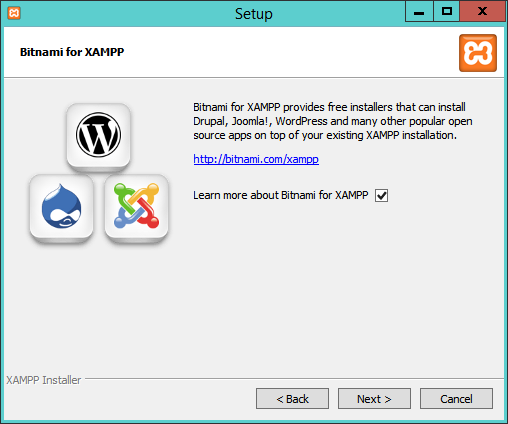 Setup
Bitnami for XAMPP
Bitnami for XAMPP provides free installers that can install
Drupal, Joomla!, WordPress and many other popular open
source apps on top of your existing XAMPP installation.
http://bitnami.com/xampp
Learn more about Bitnami for XAMPP
XAMPP Installer
< Back
Next >
Cancel